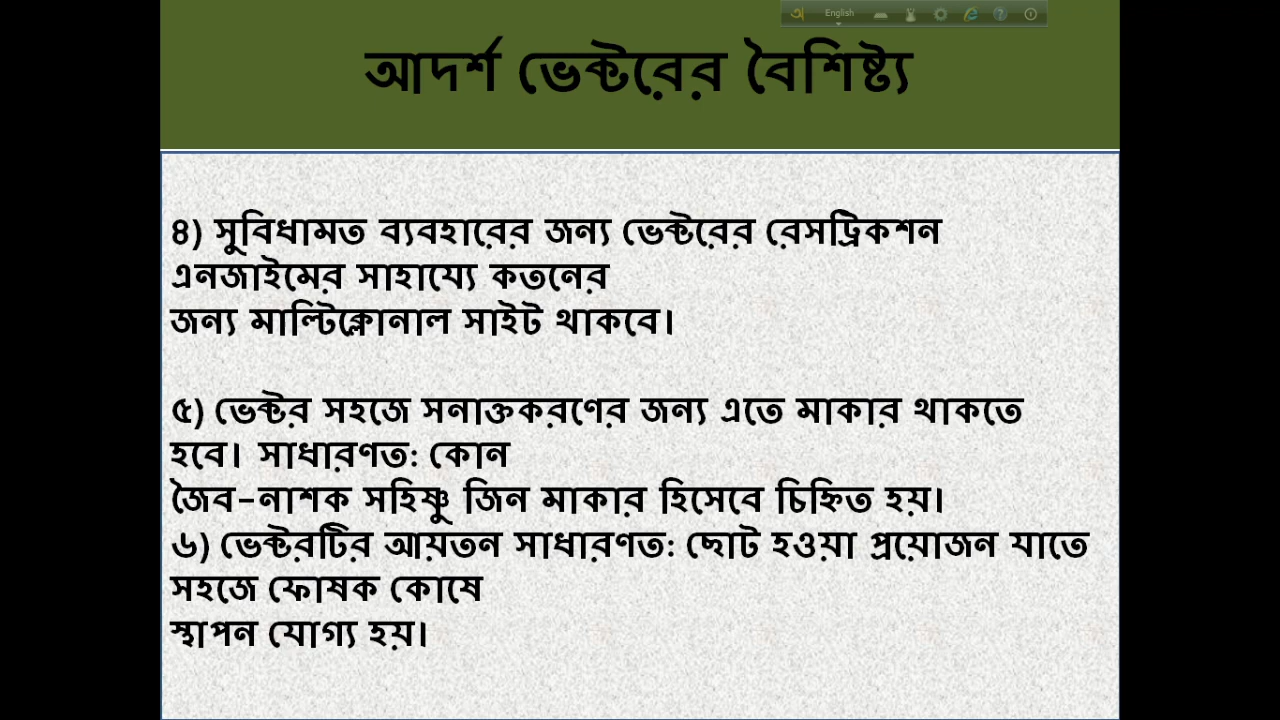 English
আদর্শ ভেক্টরের বৈশিষ্ট্য
৪) সুবিধামত ব্যবহারের জন্য ভেক্টরের রেসট্রিকশন
এনজাইমের সাহায্যে কতনের
জন্য মাল্টিক্লোনাল সাইট থাকবে।
৫) ভেক্টর সহজে সনাক্তকরণের জন্য এতে মাকার থাকতে
হবে। সাধারণত: কোন
জৈব-নাশক সহিষ্ণু জিন মাকার হিসেবে চিহ্নিত হয়।
৬) ভেক্টরটির আয়তন সাধারণত: ছোট হওয়া প্রয়োজন যাতে
সহজে ফোষক কোষে
স্থাপন যোগ্য হয়।